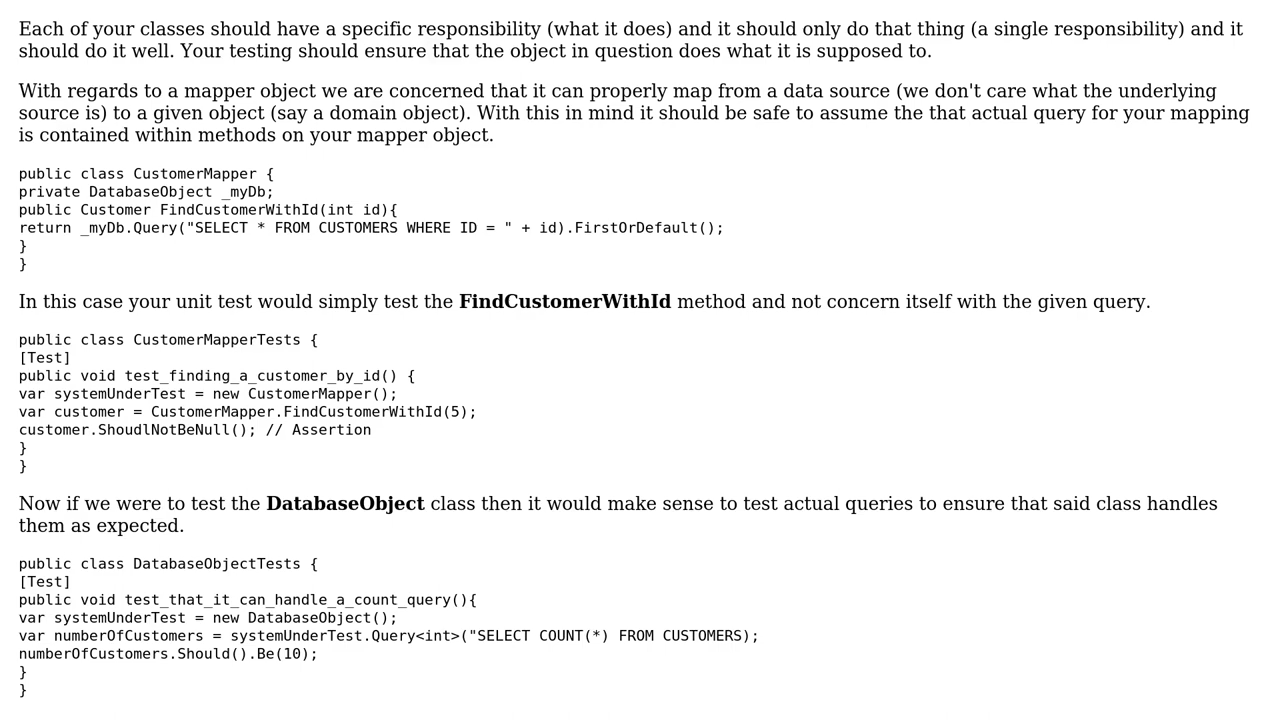 Each of your classes should have a specific responsibility (what it does) and it should only do that thing (a single responsibility) and it
should do it well. Your testing should ensure that the object in question does what it is supposed to.
With regards to a mapper object we are concerned that it can properly map from a data source (we don't care what the underlying
source is) to a given object (say a domain object). With this in mind it should be safe to assume the that actual query for your mapping
is contained within methods on your mapper object.
public class CustomerMapper {
private DatabaseObject _myDb;
public Customer FindCustomerWithId(int id){
return _myDb.Query("SELECT * FROM CUSTOMERS WHERE ID = " + id).FirstOrDefault();
}
}
In this case your unit test would simply test the FindCustomerWithId method and not concern itself with the given query.
public class CustomerMapperTests {
[Test]
public void test_finding_a_customer_by_id() {
var systemUnderTest = new CustomerMapper();
var customer = CustomerMapper.FindCustomerWithId(5);
customer.ShoudlNotBeNull(); // Assertion
}
}
Now if we were to test the DatabaseObject class then it would make sense to test actual queries to ensure that said class handles
them as expected.
public class DatabaseObjectTests {
[Test]
public void test_that_it_can_handle_a_count_query(){
var systemUnderTest = new DatabaseObject();
var numberOfCustomers = systemUnderTest.Query<int>("SELECT COUNT(*) FROM CUSTOMERS);
numberOfCustomers.Should().Be(10);
}
}